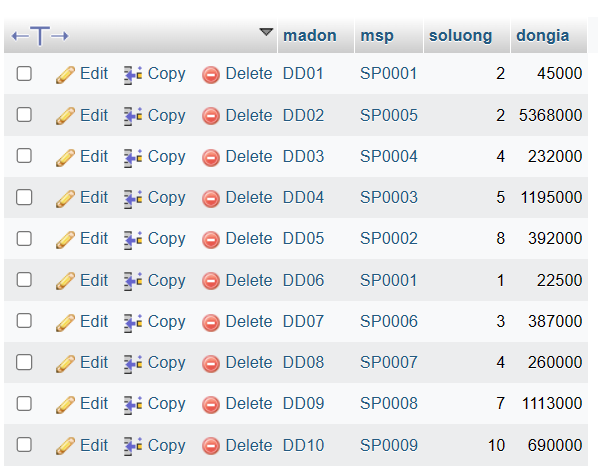 madon msp soluong dongia
Edit Copy Delete DD01 SP0001 2 45000
Edit Copy Delete DD02 SP0005 2 5368000
Edit Copy Delete DD03 SP0004 4 232000
Edit Copy Delete DD04 SP0003 5 1195000
Edit Copy Delete DD05 SP0002 8 392000
Edit Copy Delete DD06 SP0001 1 22500
Edit Copy Delete DD07 SP0006 3 387000
Edit Copy Delete DD08 SP0007 4 260000
Edit Copy Delete DD09 SP0008 7 1113000
Edit Copy Delete DD10 SP0009 10 690000